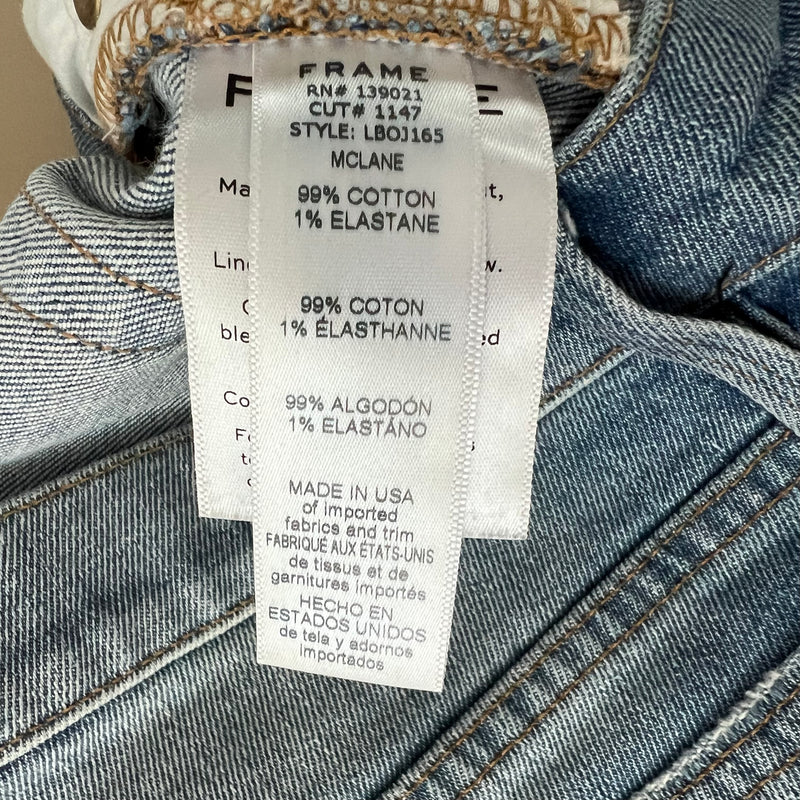 FRAME
RN# 139021
CUT# 1147
STYLE: LBOJ165
MCLANE
99% COTTON
1% ELASTANE
99% COTON
1% ÉLASTHANNE
99% ALGODÓN
1% ELASTÁNO
MADE IN USA
of imported
fabrics and trim
FABRIQUÉ AUX ÉTATS-UNIS
de tissus et de
garnitures importés
HECHO EN
ESTADOS UNIDOS
de tela y adornos
importados